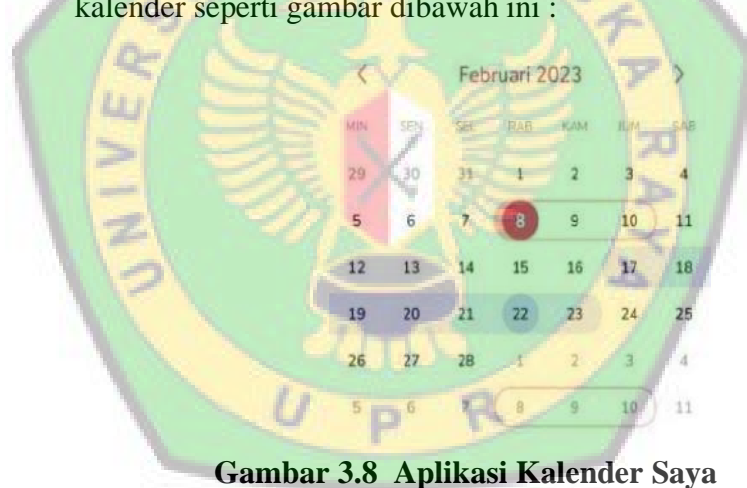 kalender seperti gambar dibawah ini :
< Februari 2023 >
MIN SEN SEL RAB KAM JUM SAB
29 30 31 1 2 3 4
5 6 7 8 9 10 11
12 13 14 15 16 17 18
19 20 21 22 23 24 25
26 27 28 1 2 3 4
5 6 7 8 9 10 11
UPR
Gambar 3.8 Aplikasi Kalender Saya